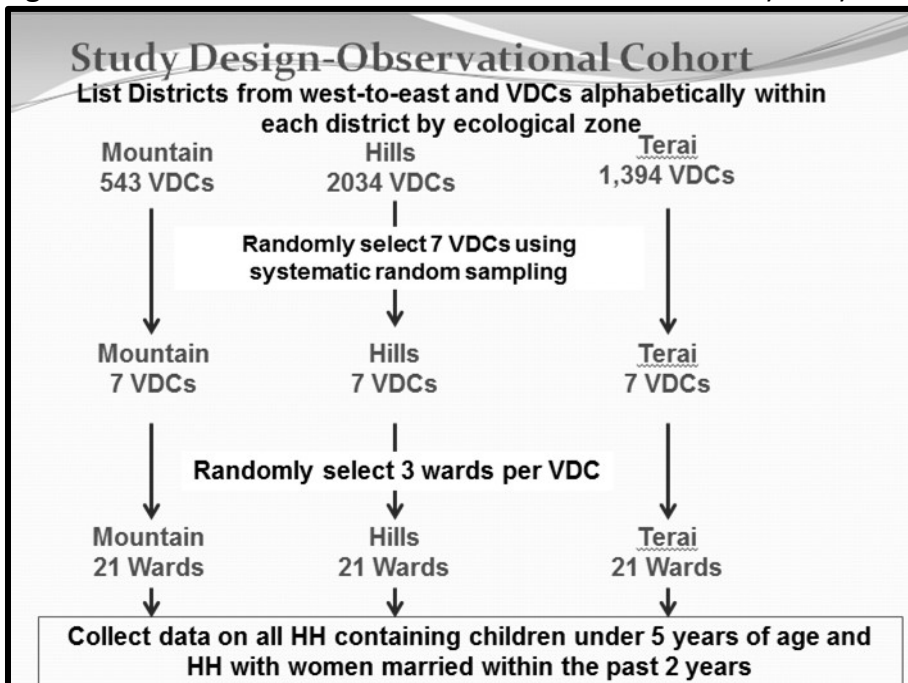 Study Design-Observational Cohort
List Districts from west-to-east and VDCs alphabetically within
each district by ecological zone
Mountain
543 VDCs
Hills
2034 VDCs
Terai
1,394 VDCs
Randomly select 7 VDCs using
systematic random sampling
Mountain
7 VDCs
Hills
7 VDCs
Terai
7 VDCs
Randomly select 3 wards per VDC
Mountain
21 Wards
Hills
21 Wards
Terai
21 Wards
Collect data on all HH containing children under 5 years of age and
HH with women married within the past 2 years